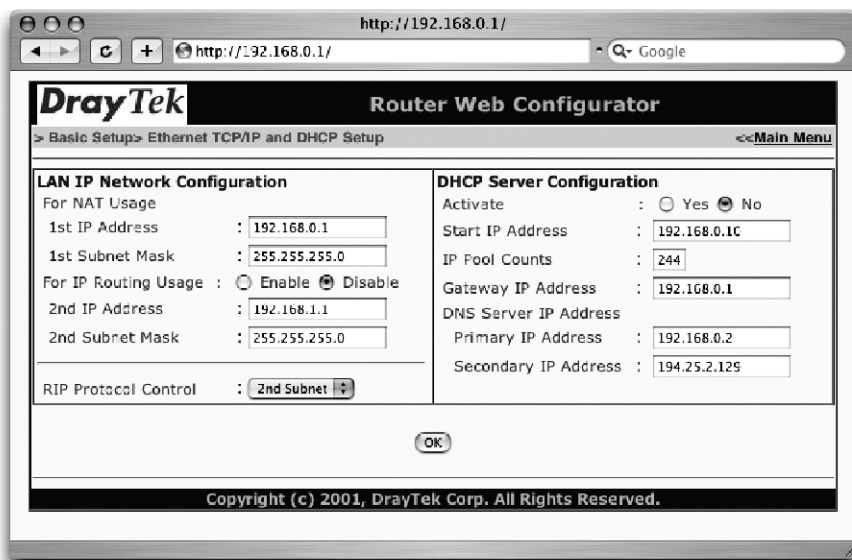 http://192.168.0.1/
http://192.168.0.1/
Google
DrayTek
Router Web Configurator
> Basic Setup> Ethernet TCP/IP and DHCP Setup
<<Main Menu
LAN IP Network Configuration
For NAT Usage
1st IP Address : 192.168.0.1
1st Subnet Mask : 255.255.255.0
For IP Routing Usage : Enable Disable
2nd IP Address : 192.168.1.1
2nd Subnet Mask : 255.255.255.0
RIP Protocol Control : 2nd Subnet
DHCP Server Configuration
Activate : Yes No
Start IP Address : 192.168.0.10
IP Pool Counts : 244
Gateway IP Address : 192.168.0.1
DNS Server IP Address
Primary IP Address : 192.168.0.2
Secondary IP Address : 194.25.2.129
OK
Copyright (c) 2001, DrayTek Corp. All Rights Reserved.